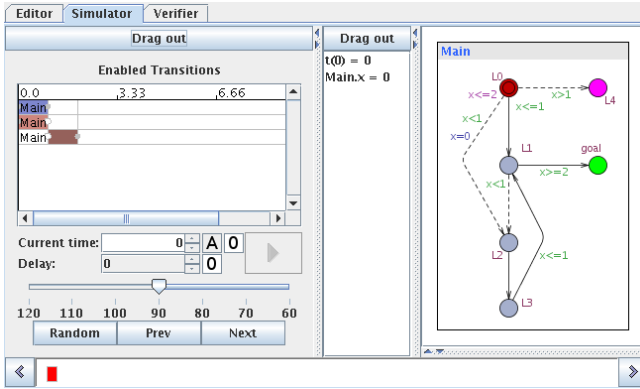 Editor Simulator Verifier
Drag out
Enabled Transitions
0.0 3.33 6.66
Main
Main
Main
Current time: 0 A 0
Delay: 0 0
120 110 100 90 80 70 60
Random Prev Next
Drag out
t(0) = 0
Main.x = 0
Main
L0
x<=2
x>1
L4
x<=1
x<1
x=0
L1
goal
x>=2
x<1
L2
x<=1
L3